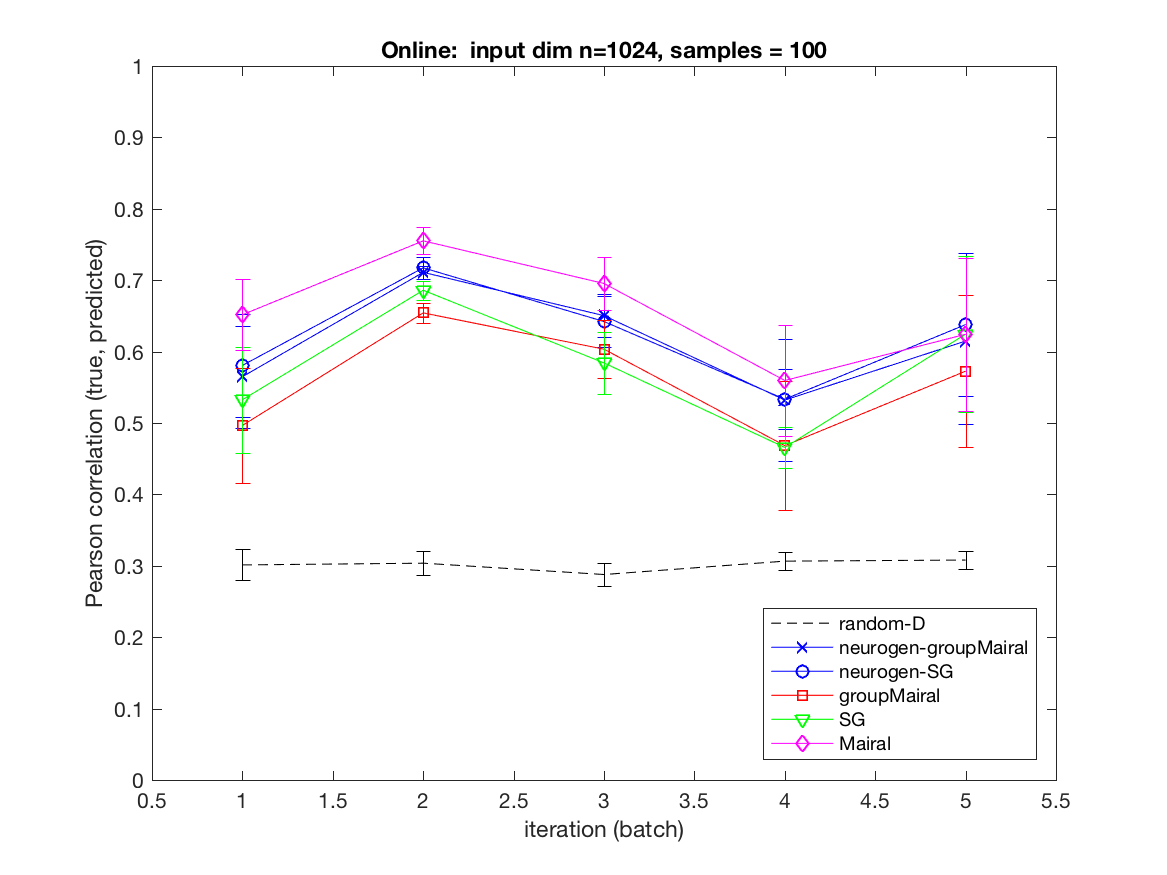 Online: input dim n=1024, samples = 100
Pearson correlation (true, predicted)
1
0.9
0.8
0.7
0.6
0.5
0.4
0.3
0.2
0.1
0
random-D
neurogen-groupMairal
neurogen-SG
groupMairal
SG
Mairal
0.5 1 1.5 2 2.5 3 3.5 4 4.5 5 5.5
iteration (batch)